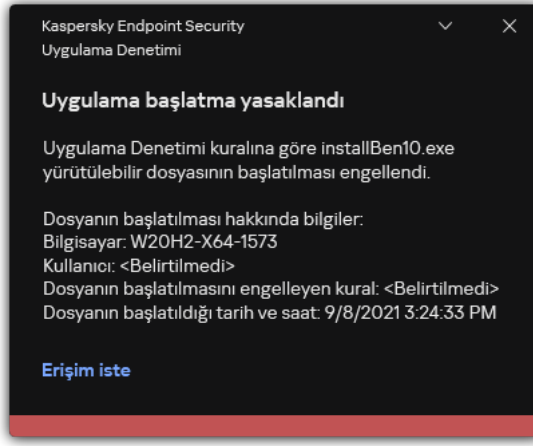 Kaspersky Endpoint Security
Uygulama Denetimi
Uygulama başlatma yasaklandı
Uygulama Denetimi kuralına göre installBen10.exe
yürütülebilir dosyasının başlatılması engellendi.
Dosyanın başlatılması hakkında bilgiler:
Bilgisayar: W20H2-X64-1573
Kullanıcı: <Belirtilmedi>
Dosyanın başlatılmasını engelleyen kural: <Belirtilmedi>
Dosyanın başlatıldığı tarih ve saat: 9/8/2021 3:24:33 PM
Erişim iste